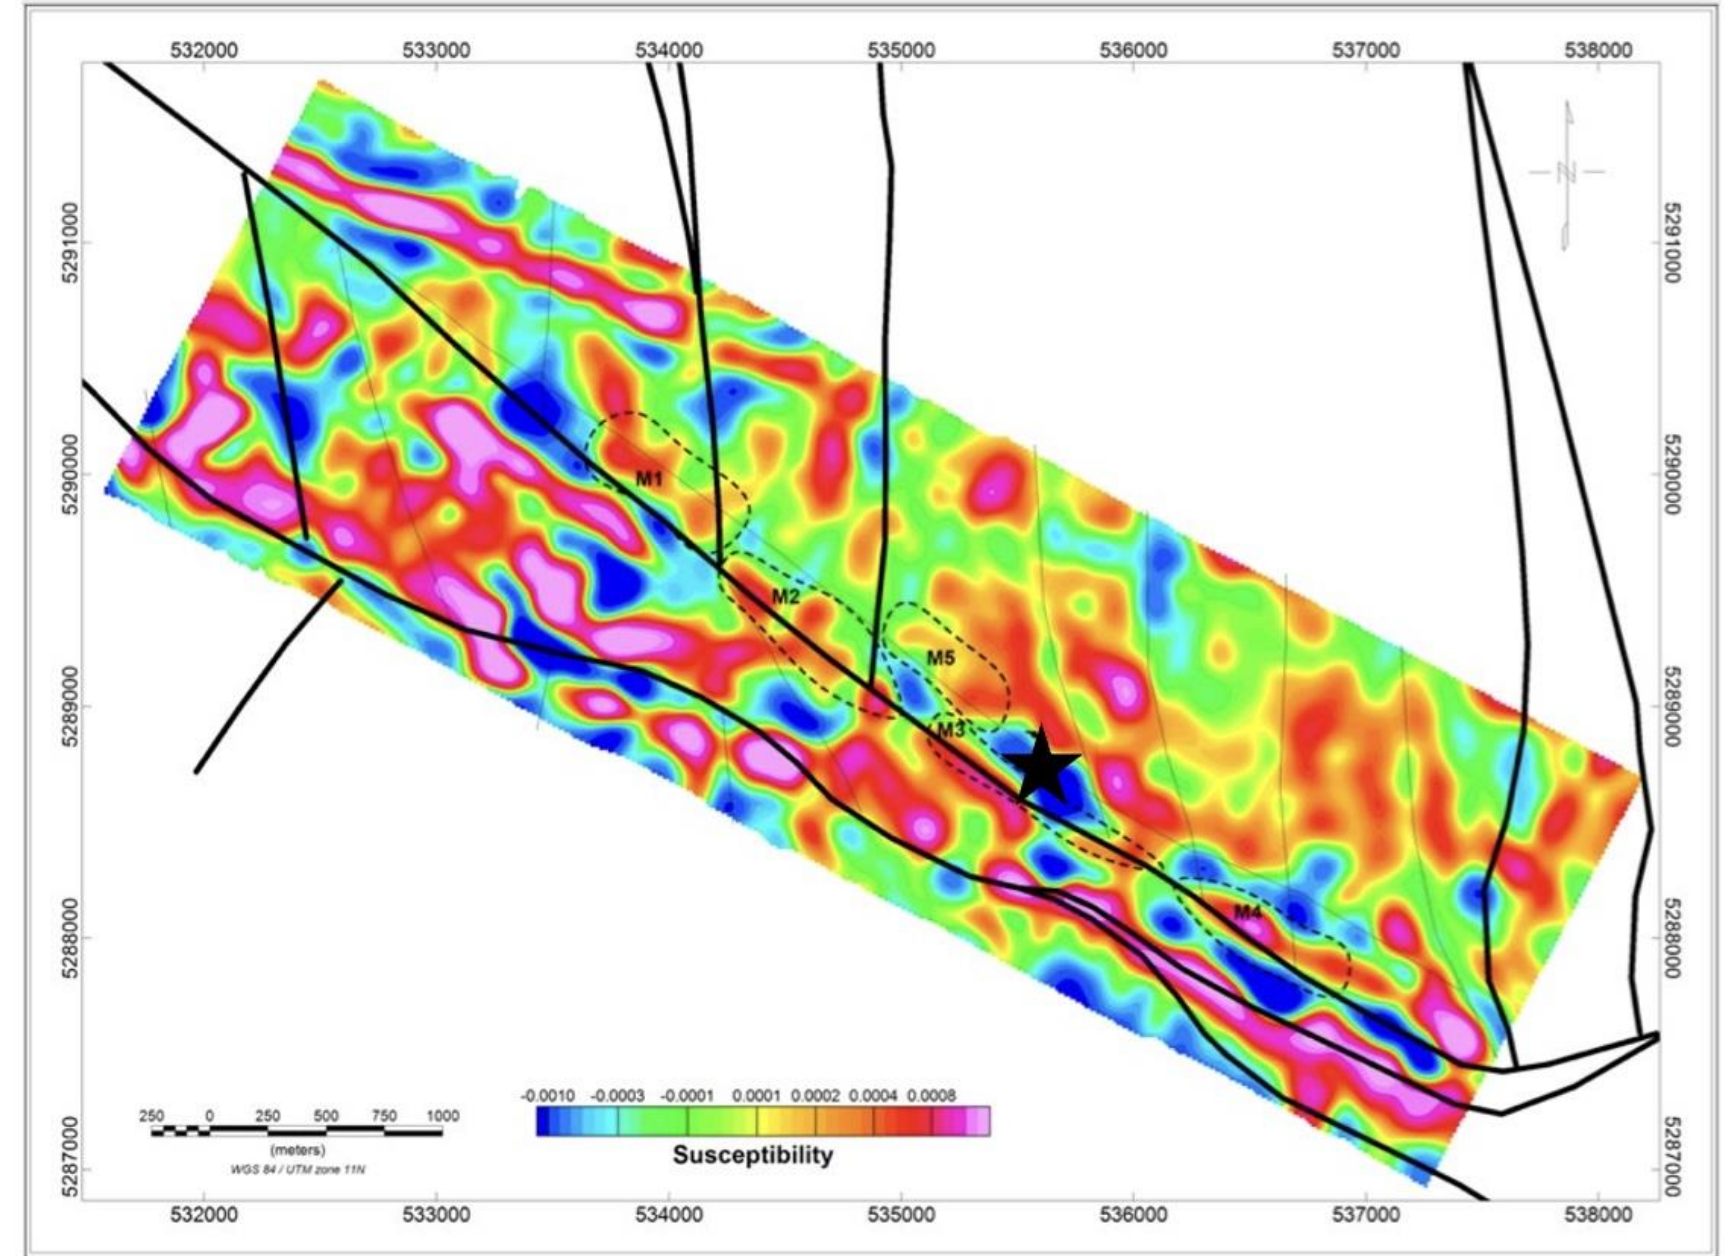 532000 533000 534000 535000 536000 537000 538000
5291000 5291000
5290000 5290000
5289000 5289000
5288000 5288000
5287000 5287000
M1
M2
M5
M3
M4
250 0 250 500 750 1000
(meters)
WGS 84 / UTM zone 11N
-0.0010 -0.0003 -0.0001 0.0001 0.0002 0.0004 0.0008
Susceptibility
532000 533000 534000 535000 536000 537000 538000